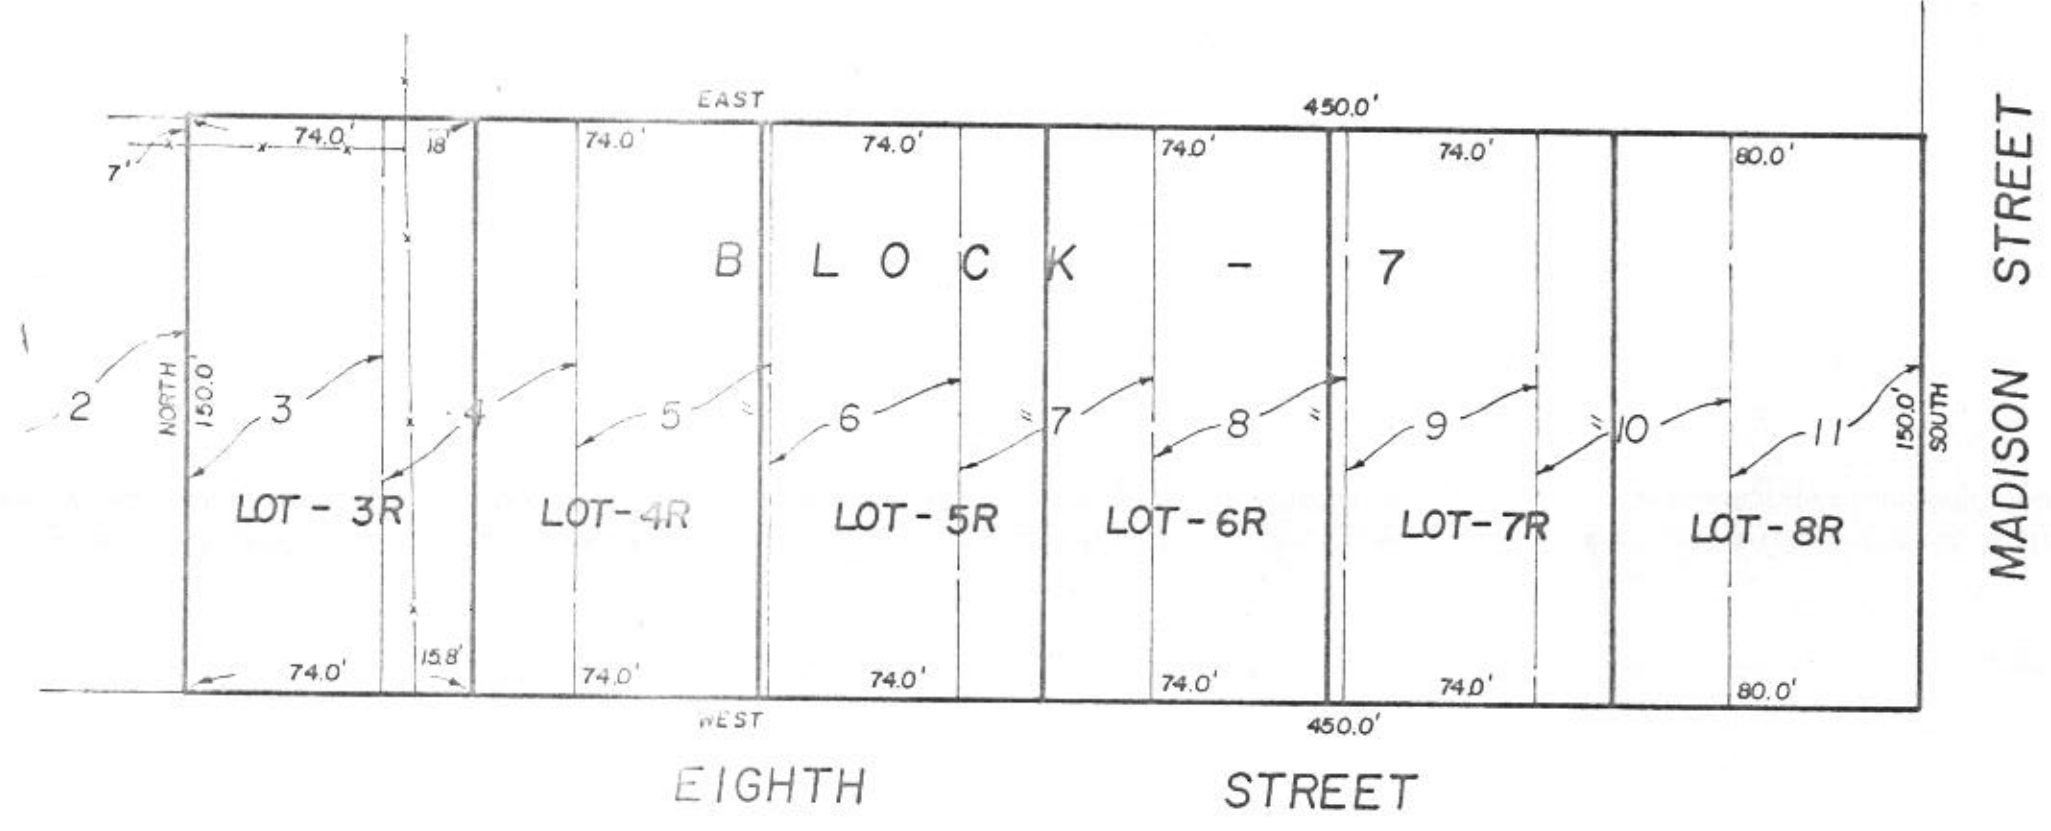 EAST
450.0'
74.0' 18' 74.0' 74.0' 74.0' 74.0' 80.0'
7'
BLOCK - 7
2 3 4 5 6 7 8 9 10 11
NORTH
150.0'
150.0'
SOUTH
LOT-3R LOT-4R LOT-5R LOT-6R LOT-7R LOT-8R
74.0' 15.8' 74.0' 74.0' 74.0' 74.0' 80.0'
WEST
450.0'
EIGHTH STREET
MADISON STREET